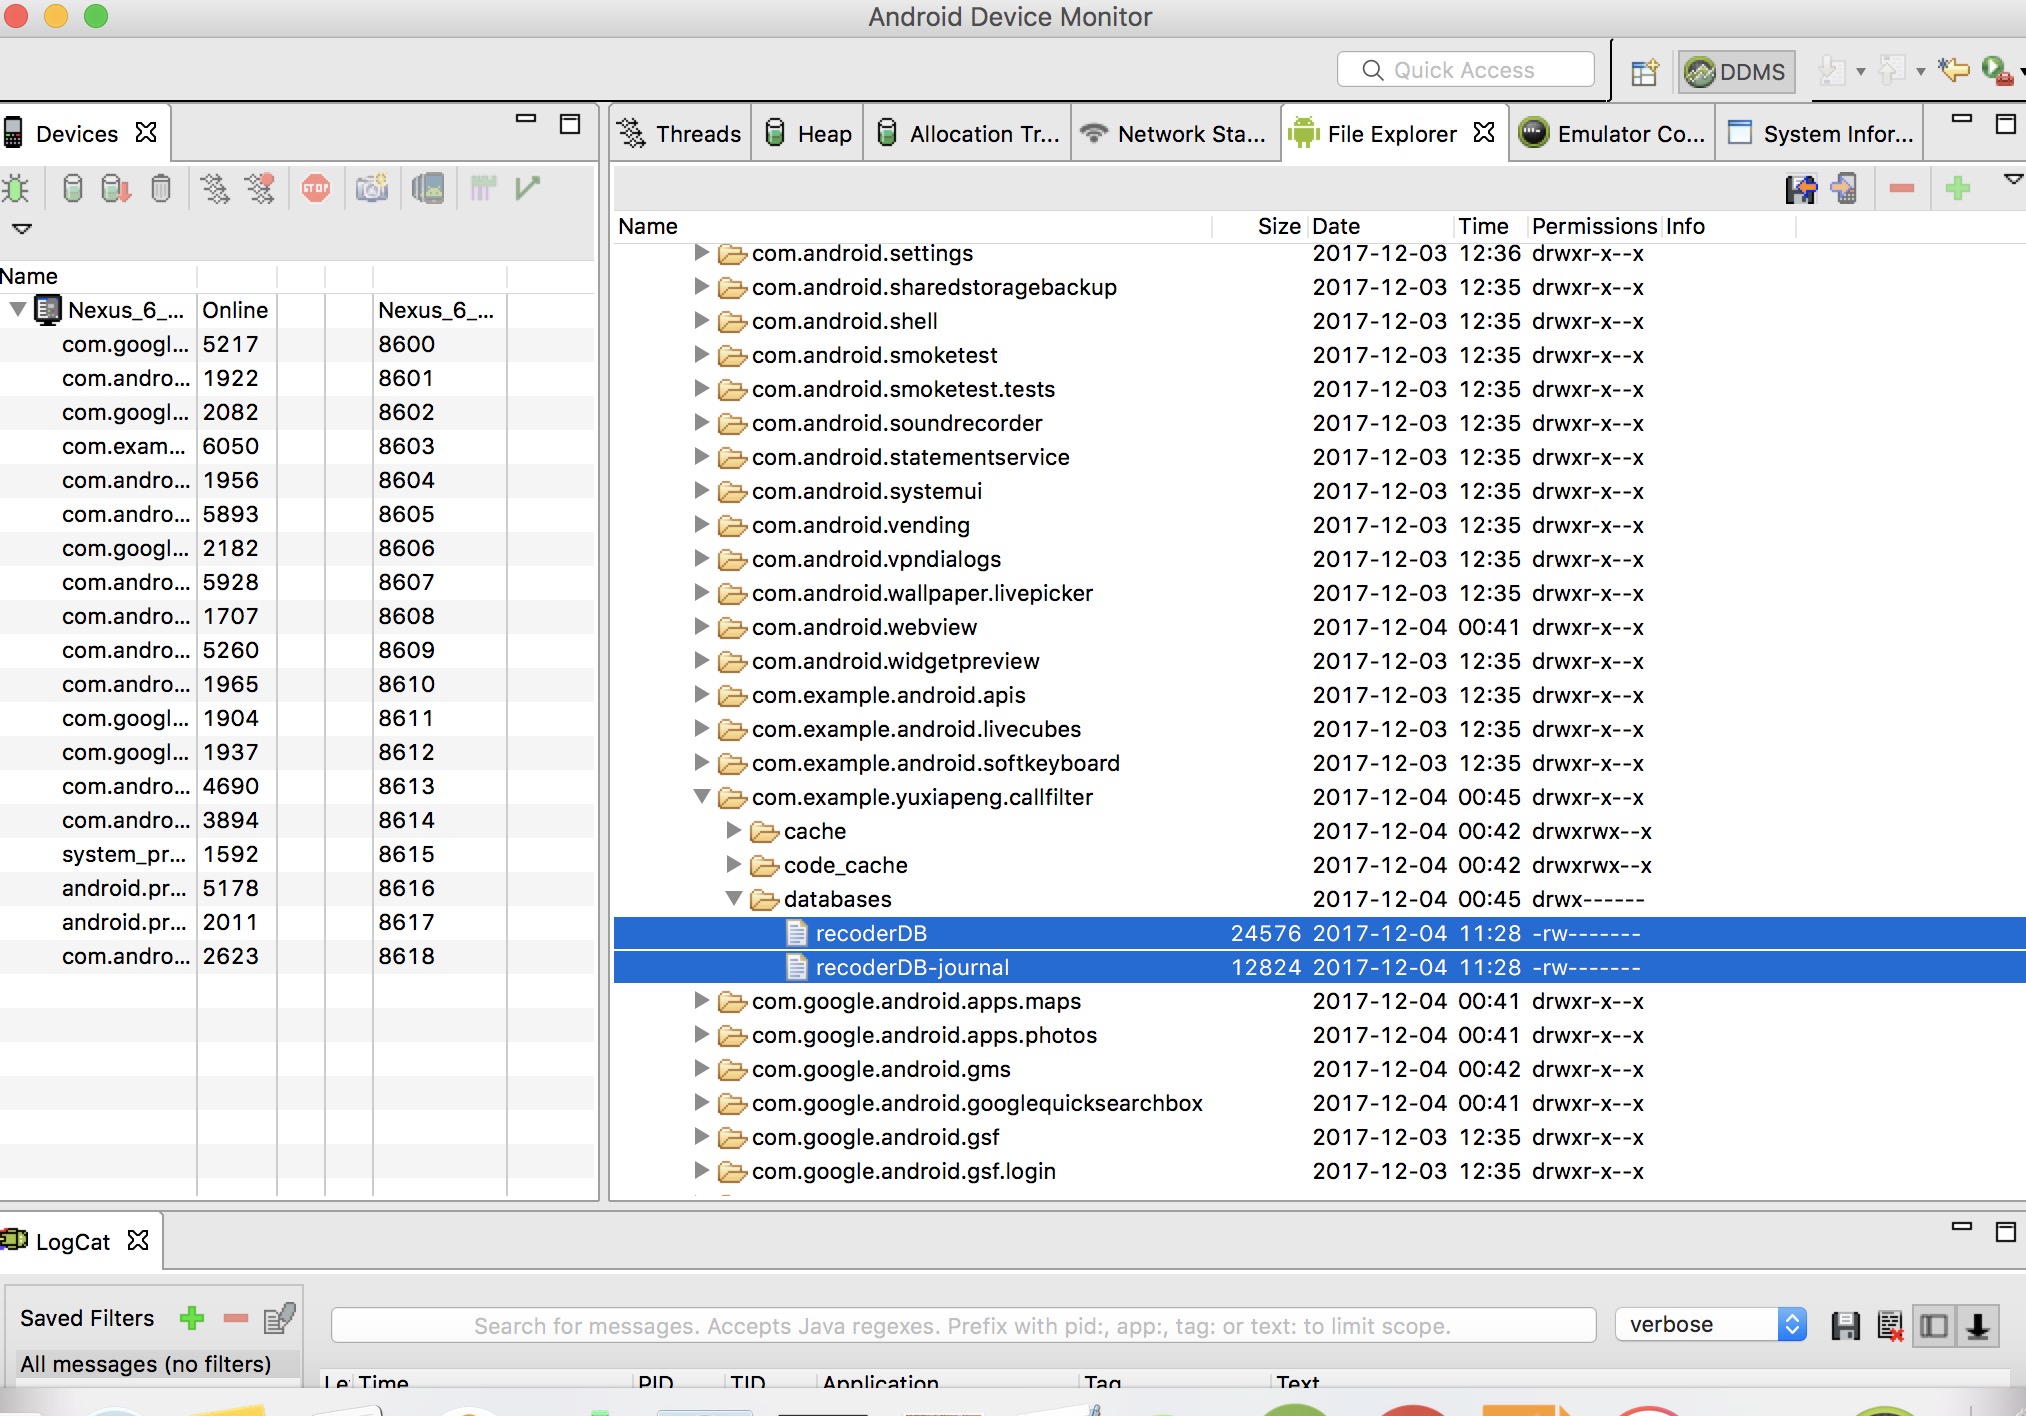 Android Device Monitor
Quick Access
DDMS
Devices
Threads
Heap
Allocation Tr...
Network Sta...
File Explorer
Emulator Co...
System Infor...
STOP
Name
Nexus_6_... Online Nexus_6_...
com.googl... 5217 8600
com.andro... 1922 8601
com.googl... 2082 8602
com.exam... 6050 8603
com.andro... 1956 8604
com.andro... 5893 8605
com.googl... 2182 8606
com.andro... 5928 8607
com.andro... 1707 8608
com.andro... 5260 8609
com.andro... 1965 8610
com.googl... 1904 8611
com.googl... 1937 8612
com.andro... 4690 8613
com.andro... 3894 8614
system_pr... 1592 8615
android.pr... 5178 8616
android.pr... 2011 8617
com.andro... 2623 8618
Name Size Date Time Permissions Info
com.android.settings 2017-12-03 12:36 drwxr-x--x
com.android.sharedstoragebackup 2017-12-03 12:35 drwxr-x--x
com.android.shell 2017-12-03 12:35 drwxr-x--x
com.android.smoketest 2017-12-03 12:35 drwxr-x--x
com.android.smoketest.tests 2017-12-03 12:35 drwxr-x--x
com.android.soundrecorder 2017-12-03 12:35 drwxr-x--x
com.android.statementservice 2017-12-03 12:35 drwxr-x--x
com.android.systemui 2017-12-03 12:35 drwxr-x--x
com.android.vending 2017-12-03 12:35 drwxr-x--x
com.android.vpndialogs 2017-12-03 12:35 drwxr-x--x
com.android.wallpaper.livepicker 2017-12-03 12:35 drwxr-x--x
com.android.webview 2017-12-04 00:41 drwxr-x--x
com.android.widgetpreview 2017-12-03 12:35 drwxr-x--x
com.example.android.apis 2017-12-03 12:35 drwxr-x--x
com.example.android.livecubes 2017-12-03 12:35 drwxr-x--x
com.example.android.softkeyboard 2017-12-03 12:35 drwxr-x--x
com.example.yuxiapeng.callfilter 2017-12-04 00:45 drwxr-x--x
cache 2017-12-04 00:42 drwxrwx--x
code_cache 2017-12-04 00:42 drwxrwx--x
databases 2017-12-04 00:45 drwx------
recoderDB 24576 2017-12-04 11:28 -rw-------
recoderDB-journal 12824 2017-12-04 11:28 -rw-------
com.google.android.apps.maps 2017-12-04 00:41 drwxr-x--x
com.google.android.apps.photos 2017-12-04 00:41 drwxr-x--x
com.google.android.gms 2017-12-04 00:42 drwxr-x--x
com.google.android.googlequicksearchbox 2017-12-04 00:41 drwxr-x--x
com.google.android.gsf 2017-12-03 12:35 drwxr-x--x
com.google.android.gsf.login 2017-12-03 12:35 drwxr-x--x
LogCat
Saved Filters
All messages (no filters)
Search for messages. Accepts Java regexes. Prefix with pid:, app:, tag: or text: to limit scope.
verbose
Le Time PID TID Application Tag Text